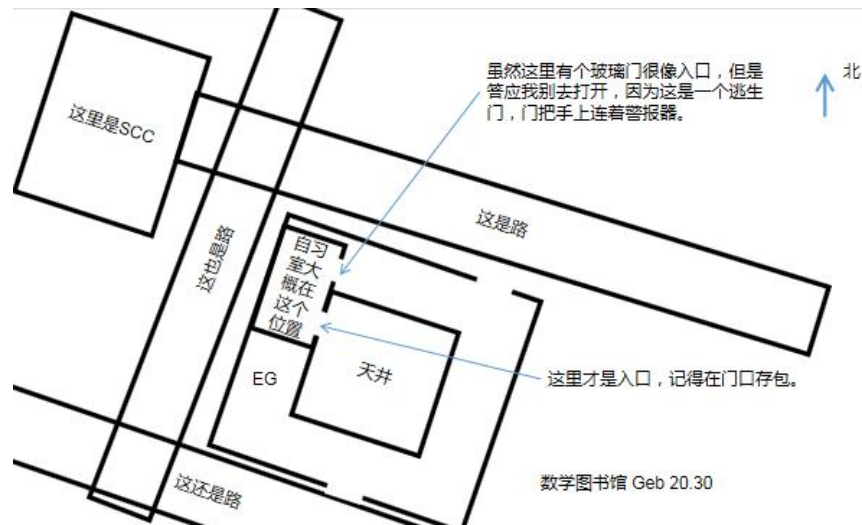 虽然这里有个玻璃门很像入口，但是
答应我别去打开，因为这是一个逃生
门，门把手上连着警报器。
北
这里是SCC
这是路
这也是路
自习
室大
概在
这个
位置
EG
天井
这里才是入口，记得在门口存包。
这还是路
数学图书馆 Geb 20.30